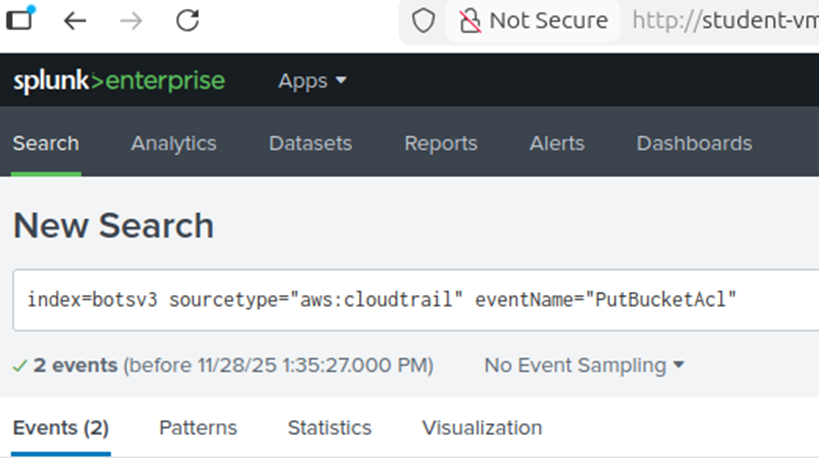 Not Secure http://student-vm
splunk>enterprise Apps
Search Analytics Datasets Reports Alerts Dashboards
New Search
index=botsv3 sourcetype="aws:cloudtrail" eventName="PutBucketAcl"
2 events (before 11/28/25 1:35:27.000 PM) No Event Sampling
Events (2) Patterns Statistics Visualization